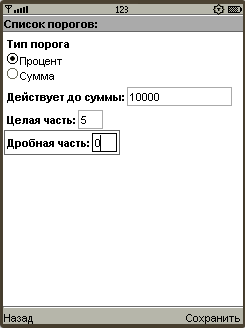 123
Список порогов:
Тип порога
Процент
Сумма
Действует до суммы: 10000
Целая часть: 5
Дробная часть: 0
Назад Сохранить